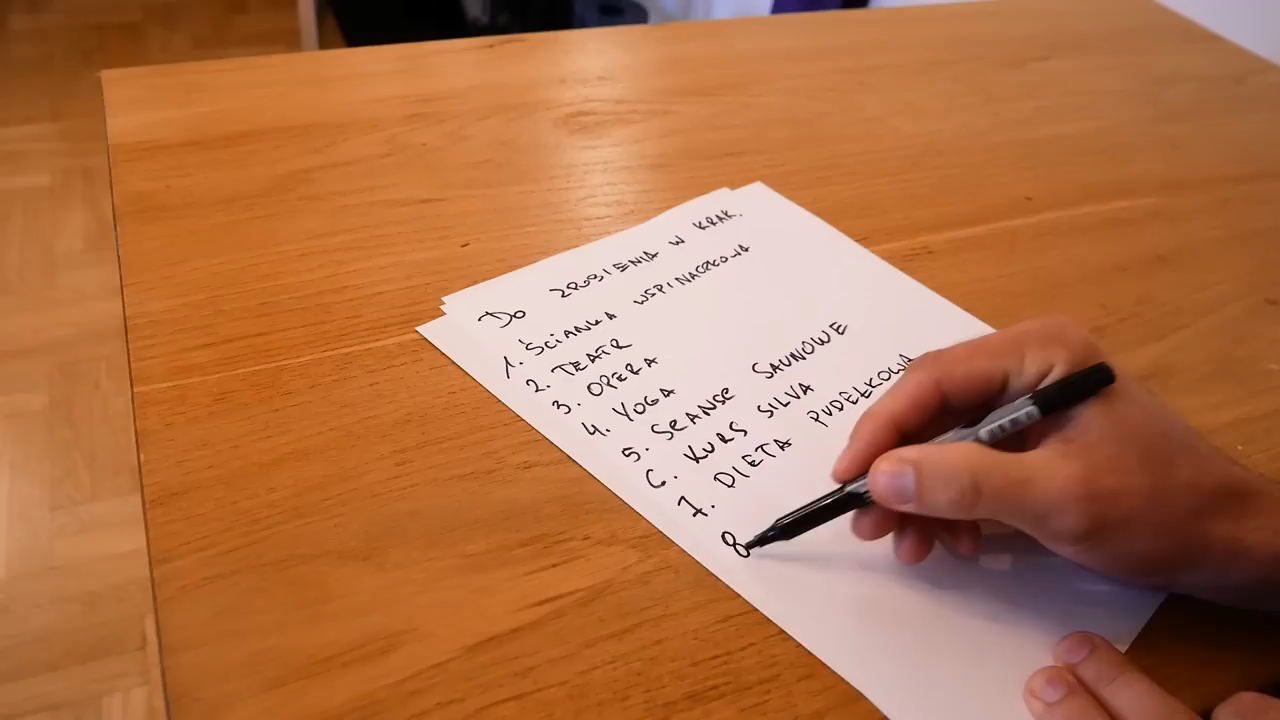 Do ZROBIENIA W KRAK.
1. ŚCIANKA WSPINACZKOWA
2. TEATR
3. OPERA
4. YOGA
5. SEANSE SAUNOWE
6. KURS SILVA
7. DIETA PUDEŁKOWA
8